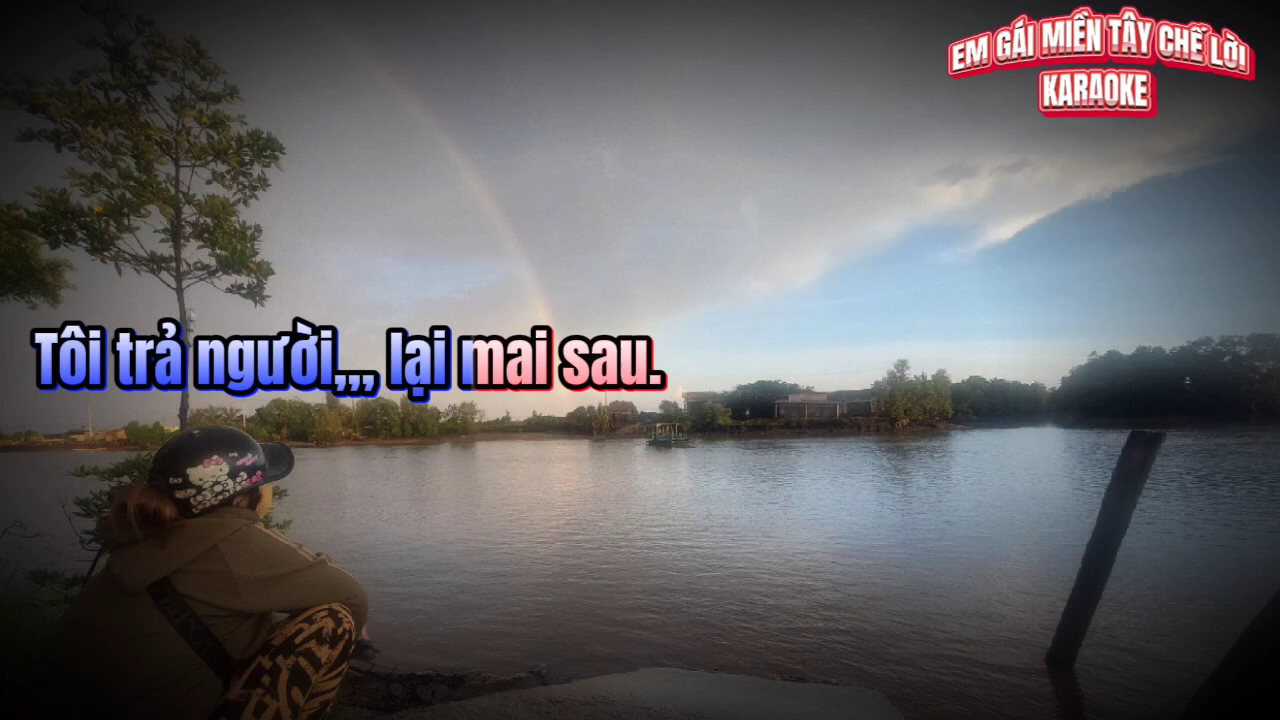 EM GÁI MIỀN TÂY CHẾ LỜI
KARAOKE
Tôi trả người,,, lại mai sau.